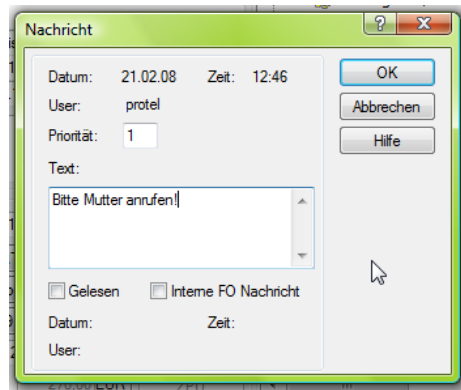 Nachricht
Datum: 21.02.08 Zeit: 12:46
User: protel
Priorität: 1
Text:
Bitte Mutter anrufen!
Gelesen Interne FO Nachricht
Datum: Zeit:
User:
OK
Abbrechen
Hilfe